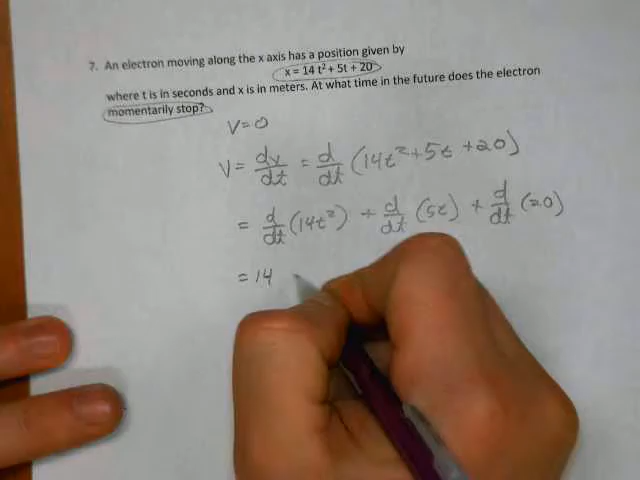 7. An electron moving along the x axis has a position given by
x = 14 t² + 5t + 20
where t is in seconds and x is in meters. At what time in the future does the electron
momentarily stop?
V=0
V = dv/dt = d/dt (14t²+5t+20)
= d/dt (14t²) + d/dt (5t) + d/dt (20)
= 14